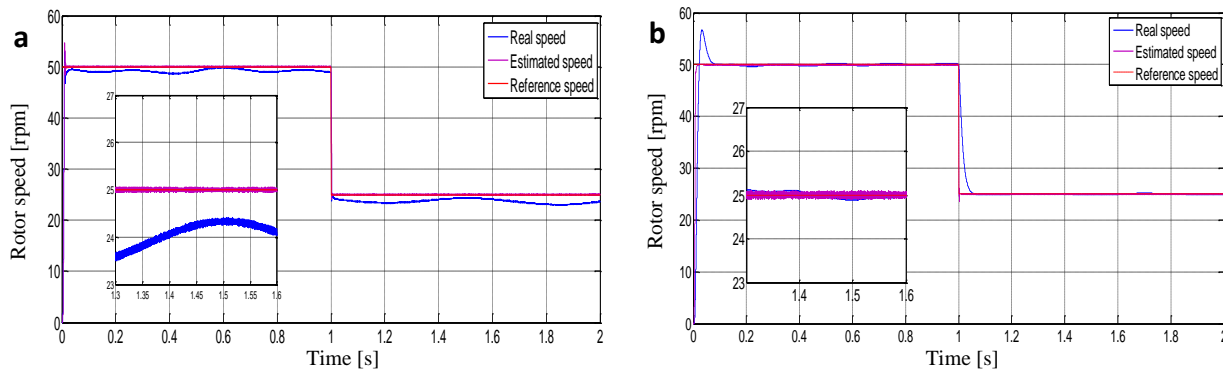 a
Rotor speed [rpm]
60
50
40
30
20
10
0
Real speed
Estimated speed
Reference speed
27
26
25
24
23
1.3 1.35 1.4 1.45 1.5 1.55 1.6
0 0.2 0.4 0.6 0.8 1 1.2 1.4 1.6 1.8 2
Time [s]
b
Rotor speed [rpm]
60
50
40
30
20
10
0
Real speed
Estimated speed
Reference speed
27
26
25
24
23
1.4 1.5 1.6
0 0.2 0.4 0.6 0.8 1 1.2 1.4 1.6 1.8 2
Time [s]